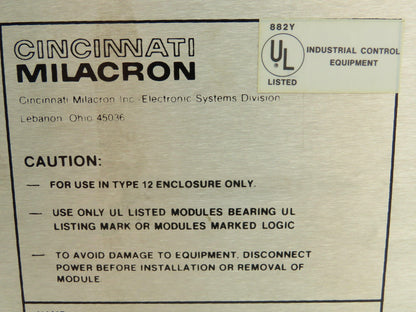 CINCINNATI
MILACRON
Cincinnati Milacron Inc. Electronic Systems Division
Lebanon, Ohio 45036
882Y
UL
LISTED
INDUSTRIAL CONTROL
EQUIPMENT
CAUTION:
— FOR USE IN TYPE 12 ENCLOSURE ONLY.
— USE ONLY UL LISTED MODULES BEARING UL
LISTING MARK OR MODULES MARKED LOGIC
— TO AVOID DAMAGE TO EQUIPMENT, DISCONNECT
POWER BEFORE INSTALLATION OR REMOVAL OF
MODULE.